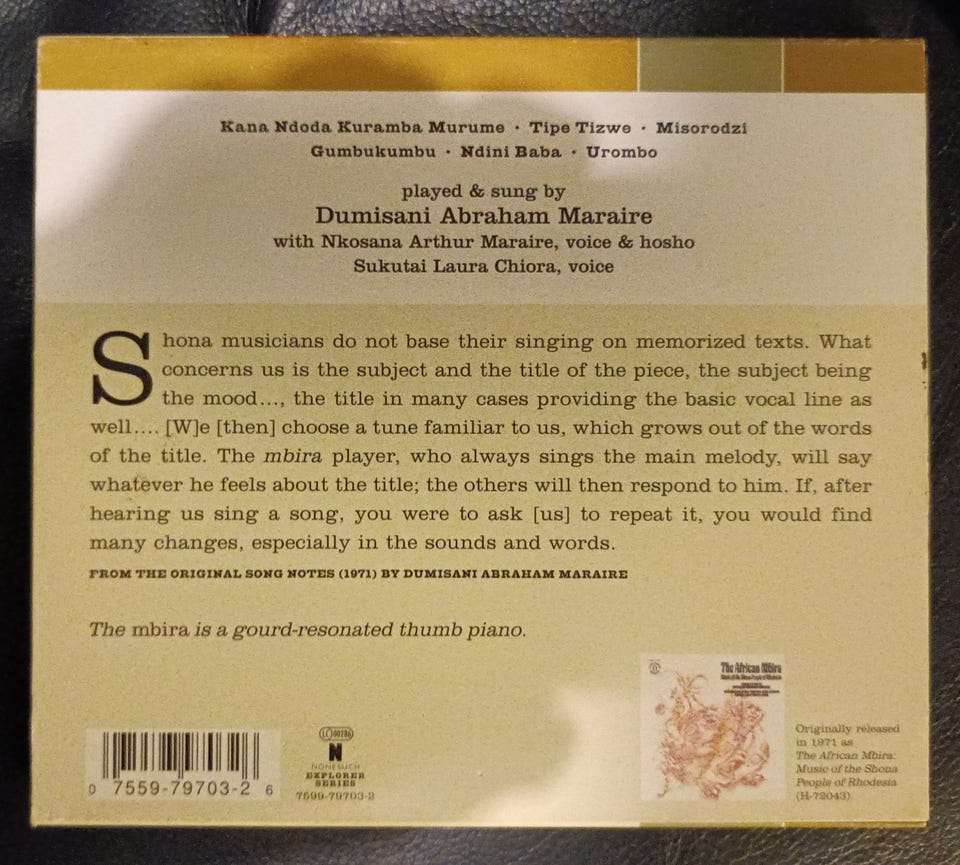 Kana Ndoda Kuramba Murume · Tipe Tizwe · Misorodzi
Gumbukumbu · Ndini Baba · Urombo
played & sung by
Dumisani Abraham Maraire
with Nkosana Arthur Maraire, voice & hosho
Sukutai Laura Chiora, voice
Shona musicians do not base their singing on memorized texts. What
concerns us is the subject and the title of the piece, the subject being
the mood..., the title in many cases providing the basic vocal line as
well.... [W]e [then] choose a tune familiar to us, which grows out of the words
of the title. The mbira player, who always sings the main melody, will say
whatever he feels about the title; the others will then respond to him. If, after
hearing us sing a song, you were to ask [us] to repeat it, you would find
many changes, especially in the sounds and words.
FROM THE ORIGINAL SONG NOTES (1971) BY DUMISANI ABRAHAM MARAIRE
The mbira is a gourd-resonated thumb piano.
The African Mbira
Music of the Shona People of Rhodesia
Originally released
in 1971 as
The African Mbira:
Music of the Shona
People of Rhodesia
(H-72043).
0 7559-79703-2 6
LC 00286
N
NONESUCH
EXPLORER
SERIES
7559-79703-2